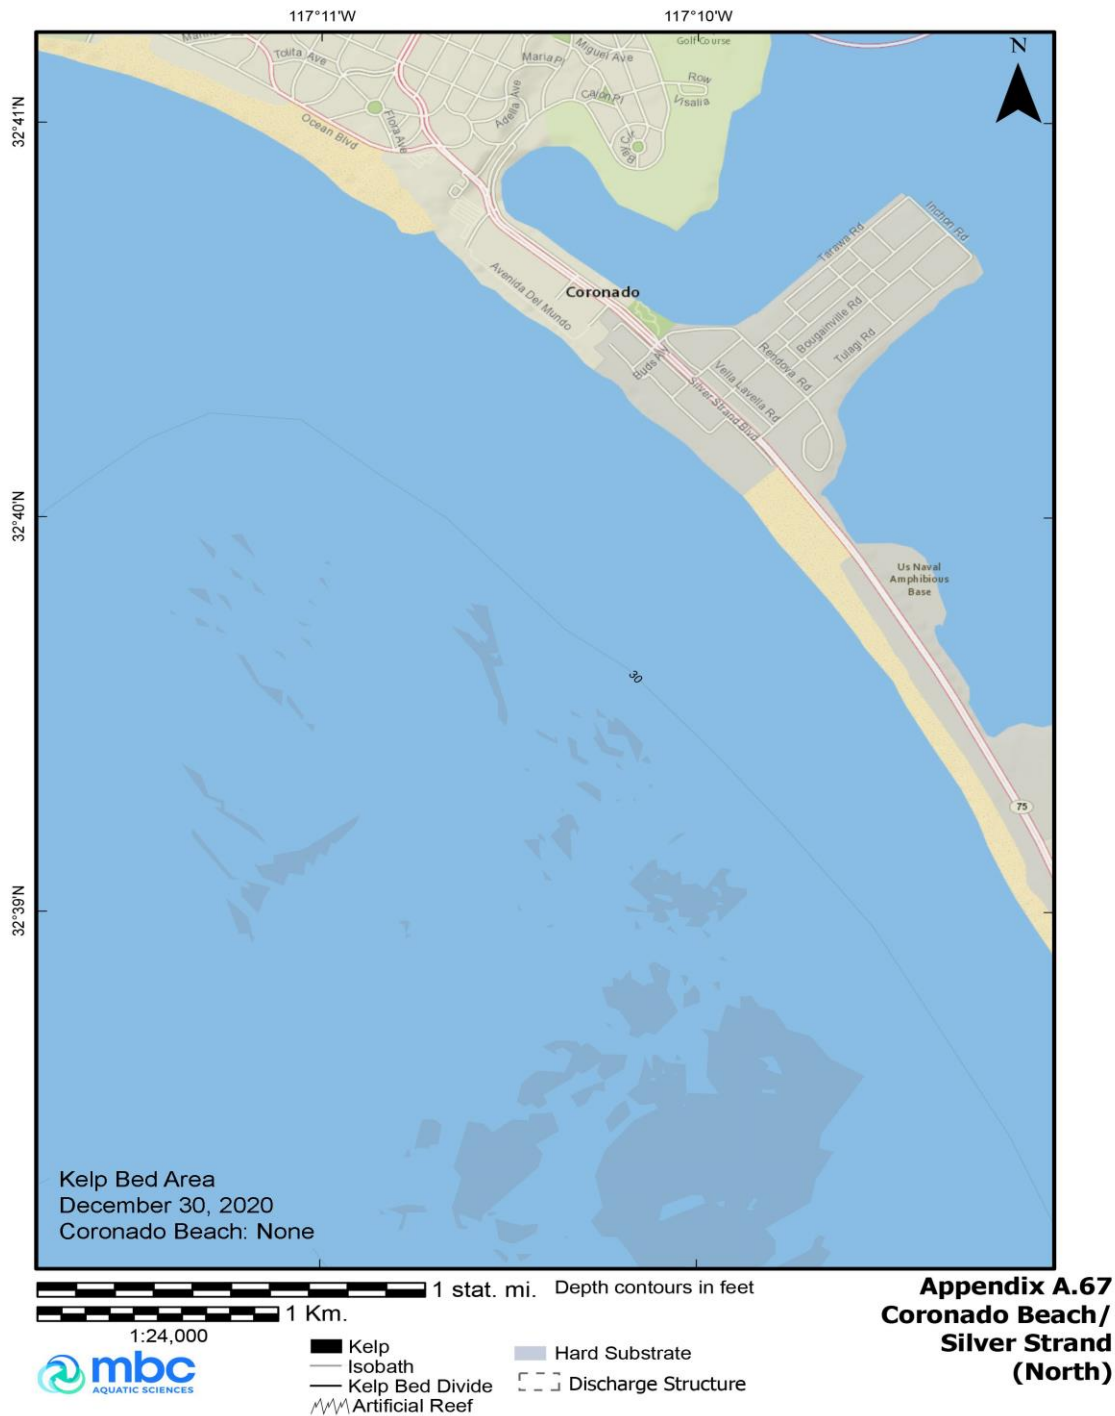 117°11'W
117°10'W
32°41'N
32°40'N
32°39'N
N
Tolita Ave
Ocean Blvd
Flora Ave
Adella Ave
Maria Pl
Miguel Ave
Golf Course
Row
Visalia
Cajon Pl
Bay Cir
Avenida Del Mundo
Coronado
Tarawa Rd
Inchon Rd
Bougainville Rd
Tulagi Rd
Rendova Rd
Vella Lavella Rd
Buds Aly
Silver Strand Blvd
Us Naval
Amphibious
Base
30
75
Kelp Bed Area
December 30, 2020
Coronado Beach: None
1 stat. mi.
Depth contours in feet
1 Km.
1:24,000
Appendix A.67
Coronado Beach/
Silver Strand
(North)
mbc
AQUATIC SCIENCES
Kelp
Isobath
Kelp Bed Divide
Artificial Reef
Hard Substrate
Discharge Structure